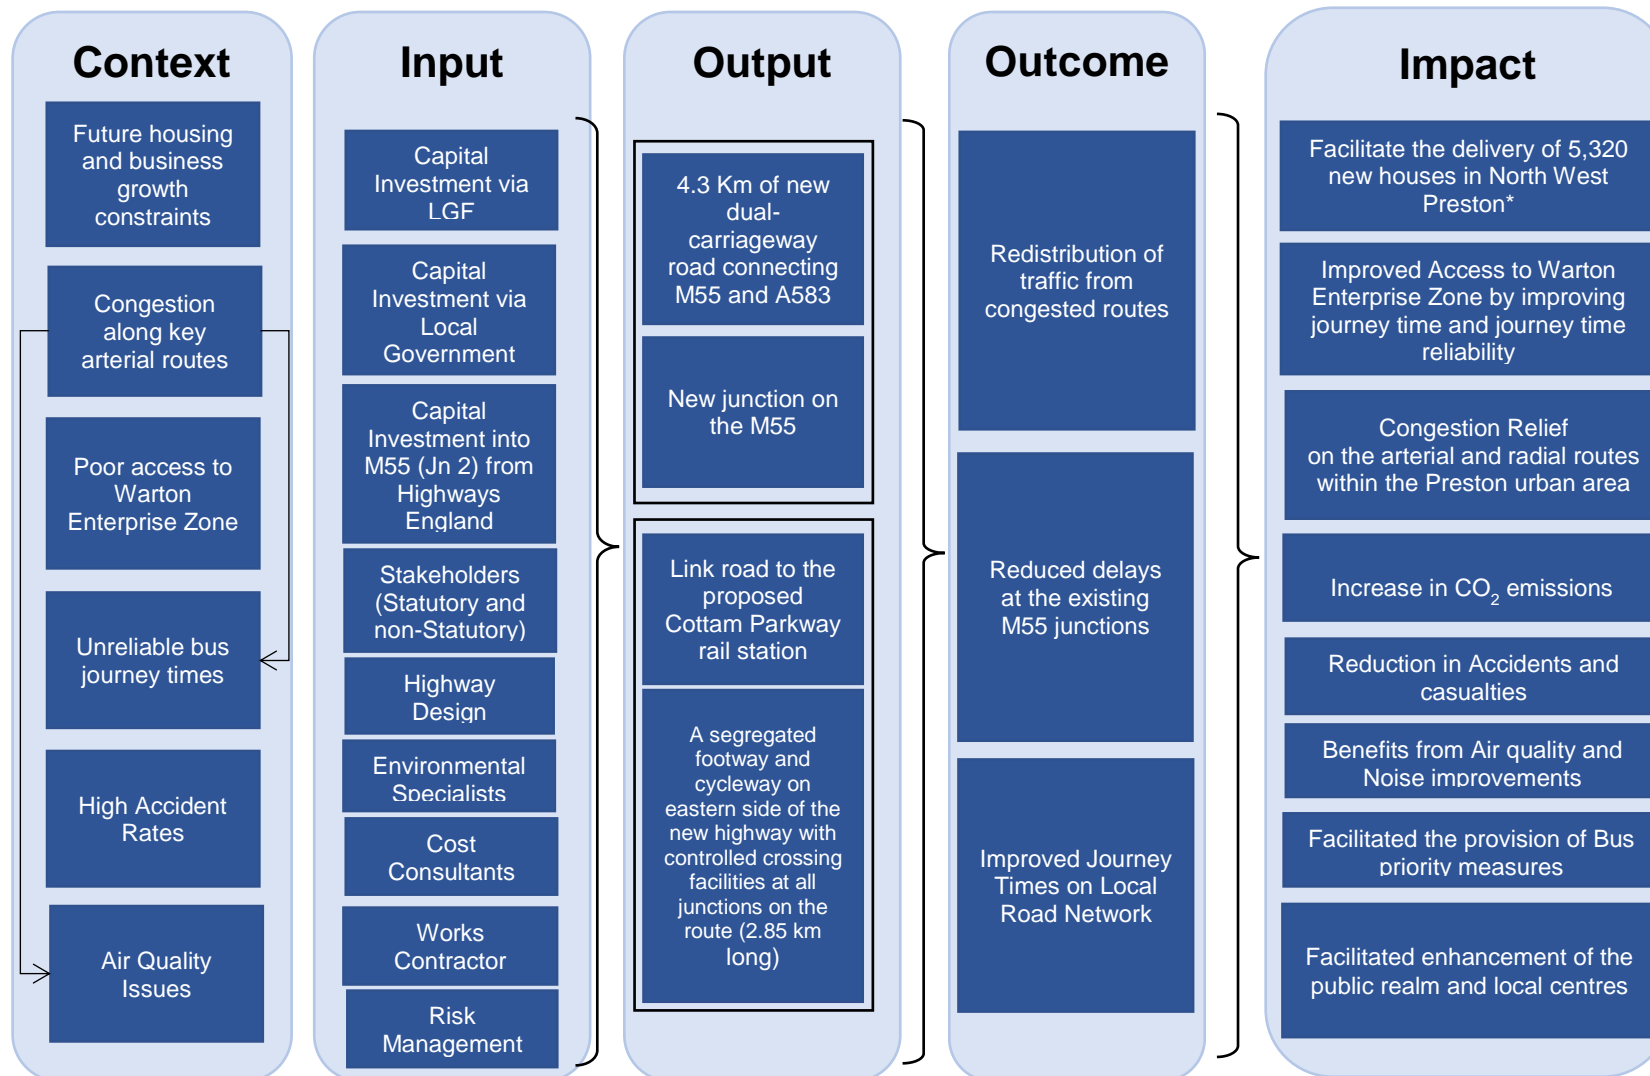 Context
Future housing
and business
growth
constraints
Congestion
along key
arterial routes
Poor access to
Warton
Enterprise Zone
Unreliable bus
journey times
High Accident
Rates
Air Quality
Issues
Input
Capital
Investment via
LGF
Capital
Investment via
Local
Government
Capital
Investment into
M55 (Jn 2) from
Highways
England
Stakeholders
(Statutory and
non-Statutory)
Highway
Design
Environmental
Specialists
Cost
Consultants
Works
Contractor
Risk
Management
Output
4.3 Km of new
dual-
carriageway
road connecting
M55 and A583
New junction on
the M55
Link road to the
proposed
Cottam Parkway
rail station
A segregated
footway and
cycleway on
eastern side of
the new highway with
controlled crossing
facilities at all
junctions on the
route (2.85 km
long)
Outcome
Redistribution of
traffic from
congested routes
Reduced delays
at the existing
M55 junctions
Improved Journey
Times on Local
Road Network
Impact
Facilitate the delivery of 5,320
new houses in North West
Preston*
Improved Access to Warton
Enterprise Zone by improving
journey time and journey time
reliability
Congestion Relief
on the arterial and radial routes
within the Preston urban area
Increase in CO₂ emissions
Reduction in Accidents and
casualties
Benefits from Air quality and
Noise improvements
Facilitated the provision of Bus
priority measures
Facilitated enhancement of the
public realm and local centres